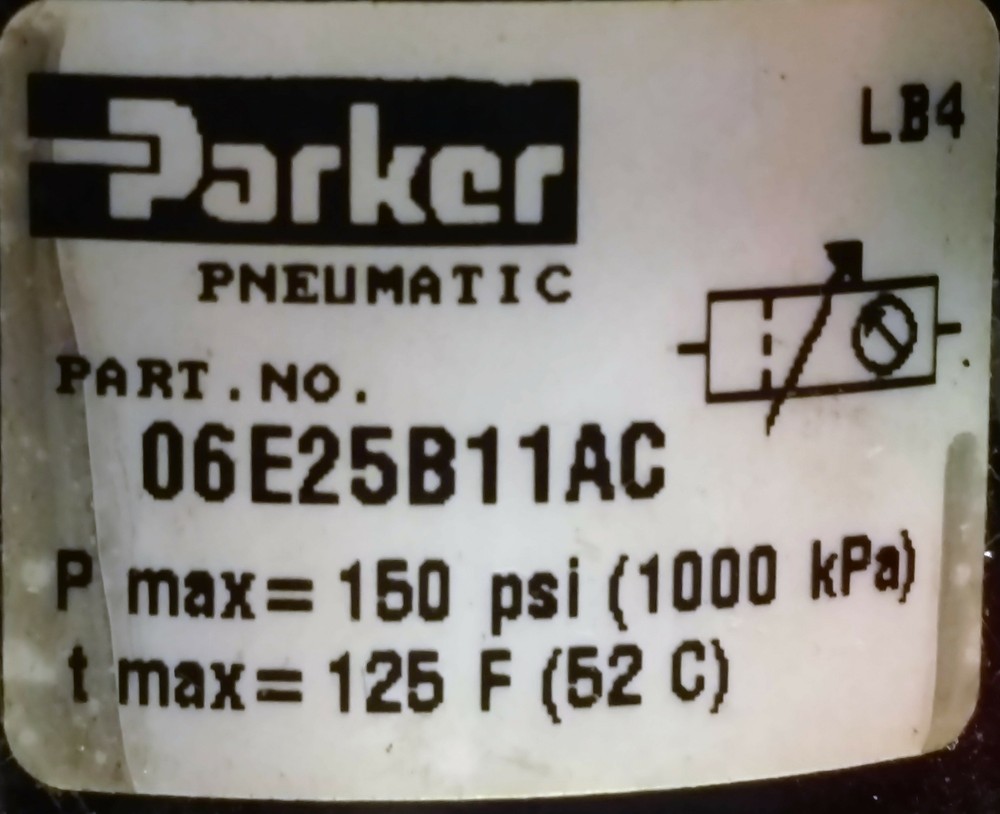 Parker
LB4
PNEUMATIC
PART.NO.
06E25B11AC
P max= 150 psi (1000 kPa)
t max= 125 F (52 C)